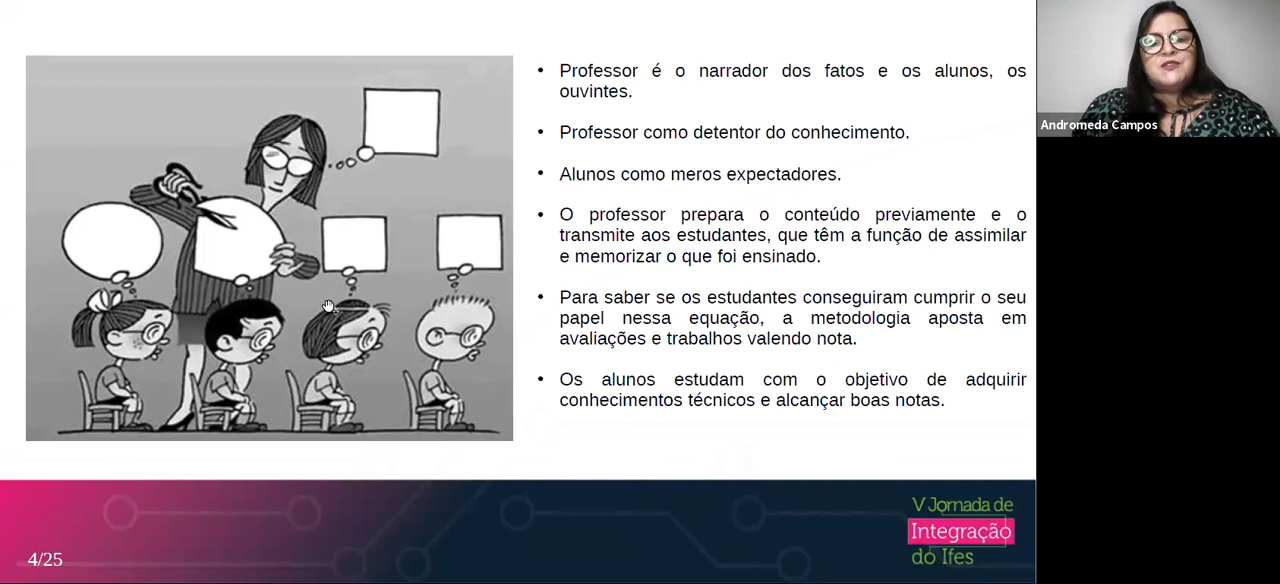 • Professor é o narrador dos fatos e os alunos, os
ouvintes.
• Professor como detentor do conhecimento.
• Alunos como meros expectadores.
• O professor prepara o conteúdo previamente e o
transmite aos estudantes, que têm a função de assimilar
e memorizar o que foi ensinado.
• Para saber se os estudantes conseguiram cumprir o seu
papel nessa equação, a metodologia aposta em
avaliações e trabalhos valendo nota.
• Os alunos estudam com o objetivo de adquirir
conhecimentos técnicos e alcançar boas notas.
Andromeda Campos
V Jornada de
Integração
do Ifes
4/25